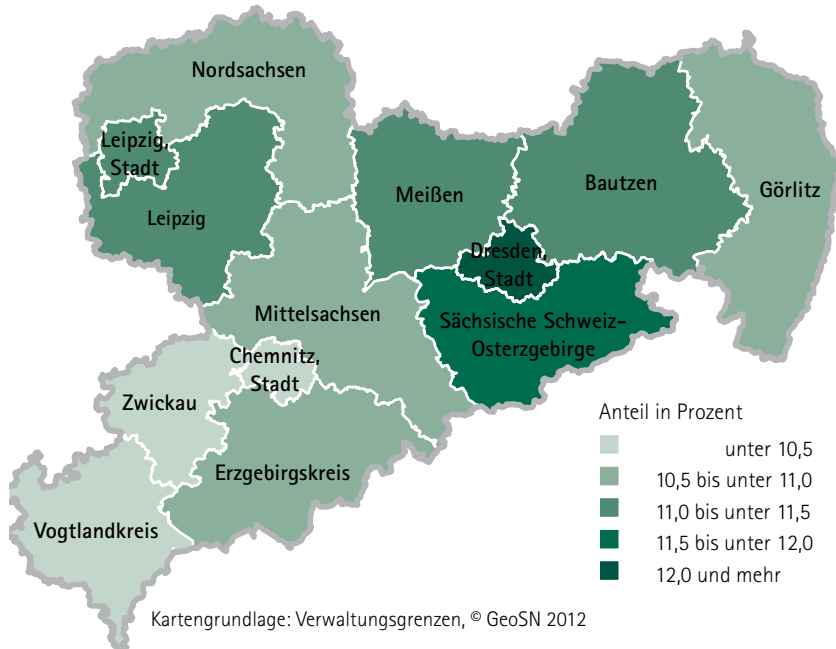 Nordsachsen
Leipzig,
Stadt
Leipzig
Meißen
Bautzen
Görlitz
Dresden,
Stadt
Mittelsachsen
Sächsische Schweiz-
Osterzgebirge
Chemnitz,
Stadt
Zwickau
Erzgebirgskreis
Vogtlandkreis
Anteil in Prozent
unter 10,5
10,5 bis unter 11,0
11,0 bis unter 11,5
11,5 bis unter 12,0
12,0 und mehr
Kartengrundlage: Verwaltungsgrenzen, © GeoSN 2012